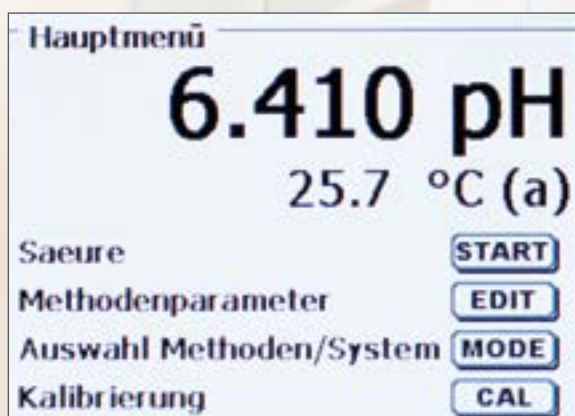 Hauptmenü
6.410 pH
25.7 °C (a)
Saeure START
Methodenparameter EDIT
Auswahl Methoden/System MODE
Kalibrierung CAL